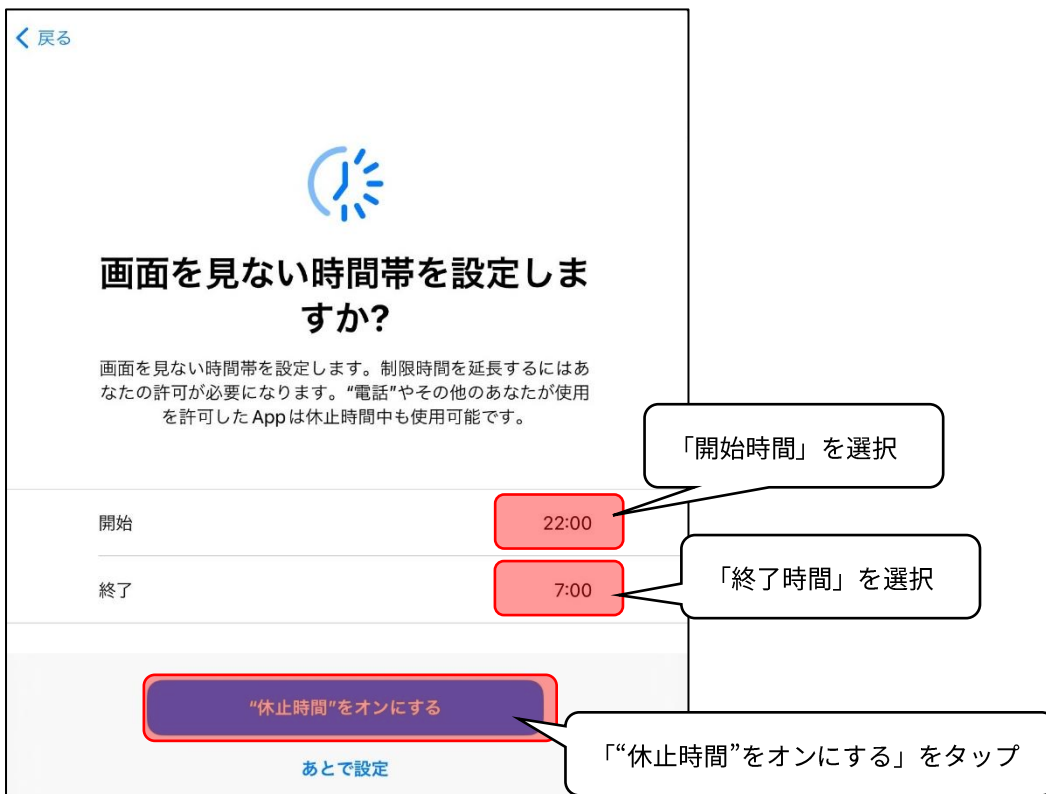 戻る
画面を見ない時間帯を設定しま
すか?
画面を見ない時間帯を設定します。制限時間を延長するにはあ
なたの許可が必要になります。“電話”やその他のあなたが使用
を許可した App は休止時間中も使用可能です。
「開始時間」を選択
開始 22:00
「終了時間」を選択
終了 7:00
“休止時間”をオンにする
「“休止時間”をオンにする」をタップ
あとで設定